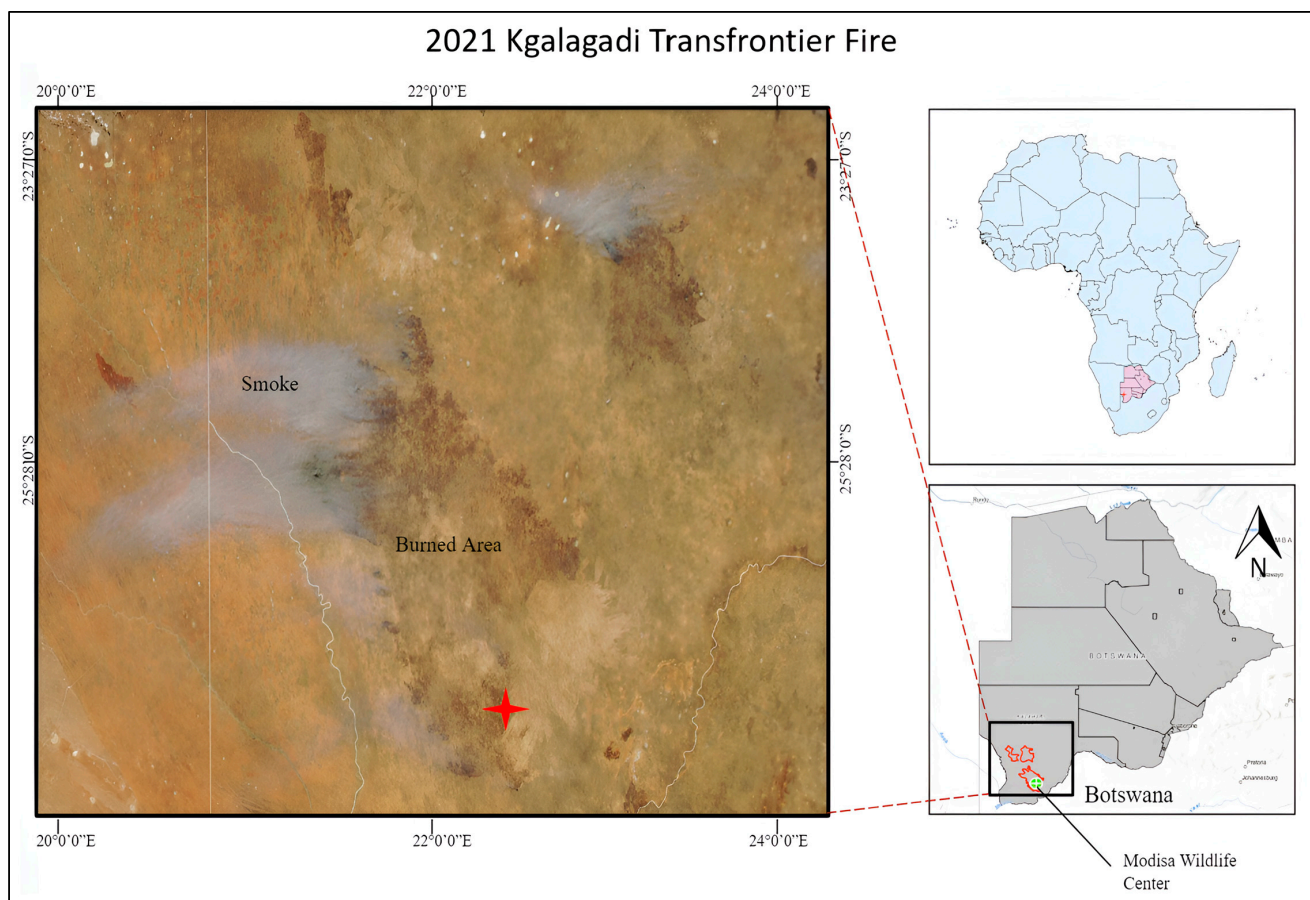 2021 Kgalagadi Transfrontier Fire
20°0'0"E
22°0'0"E
24°0'0"E
23°27'0"S
23°27'0"S
Smoke
25°28'0"S
25°28'0"S
Burned Area
20°0'0"E
22°0'0"E
24°0'0"E
Rundu
N
BOTSWANA
Gaborone
Pretoria
Johannesburg
Botswana
Modisa Wildlife
Center